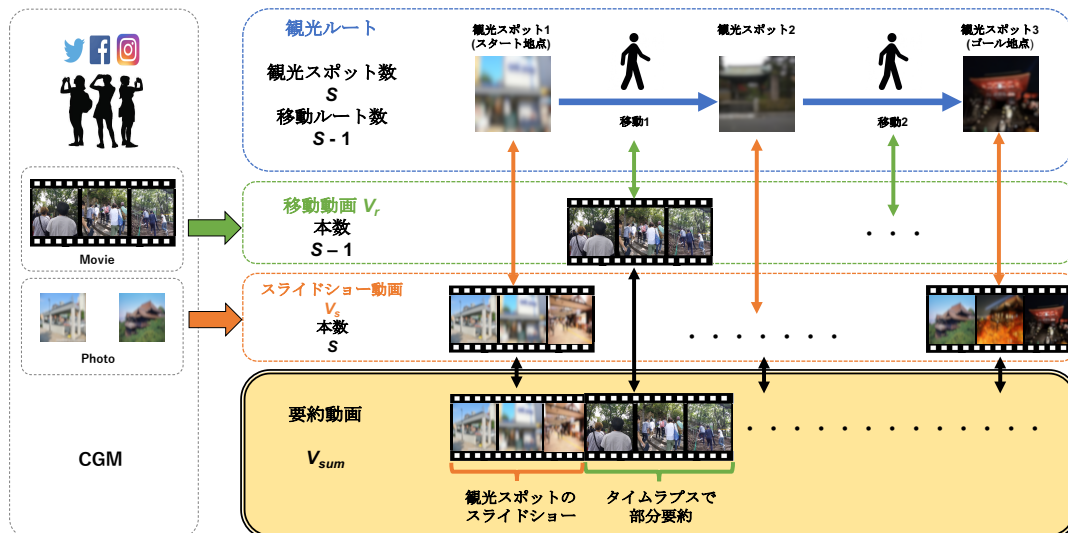 観光ルート
観光スポット数
S
移動ルート数
S - 1
観光スポット1
(スタート地点)
移動1
観光スポット2
移動2
観光スポット3
(ゴール地点)
Movie
Photo
CGM
移動動画 Vr
本数
S – 1
. . .
スライドショー動画
Vs
本数
S
. . . . . . .
要約動画
Vsum
. . . . . . . . . . . . .
観光スポットの
スライドショー
タイムラプスで
部分要約